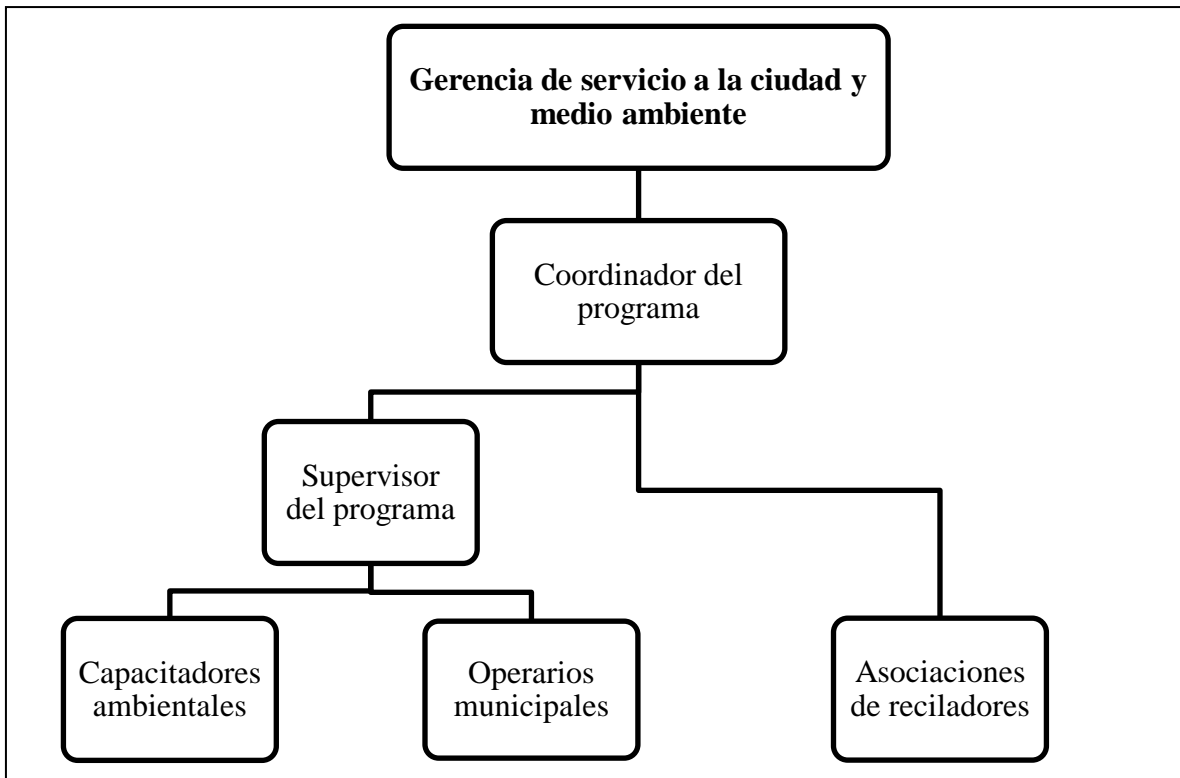 Gerencia de servicio a la ciudad y
medio ambiente
Coordinador del
programa
Supervisor
del programa
Capacitadores
ambientales
Operarios
municipales
Asociaciones
de reciladores